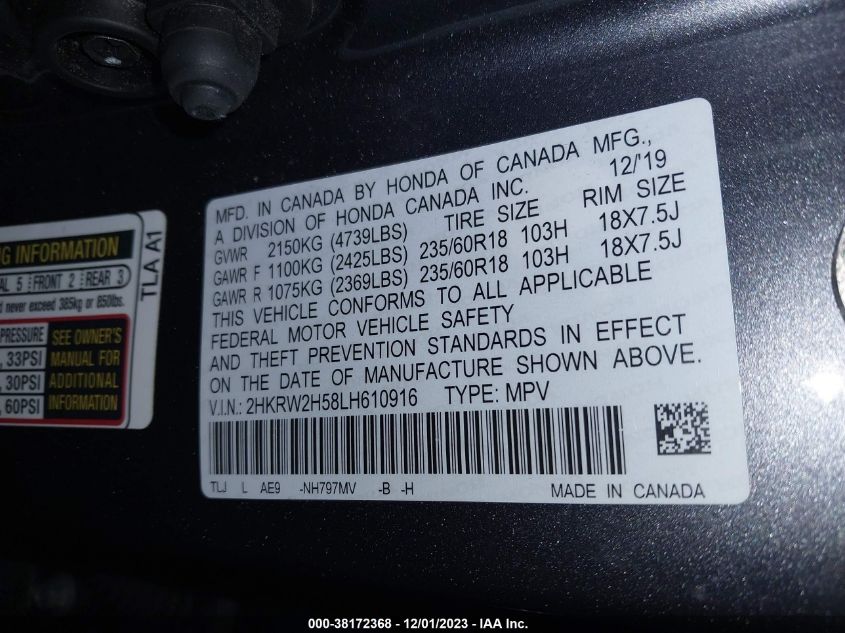 MFD. IN CANADA BY HONDA OF CANADA MFG.,
A DIVISION OF HONDA CANADA INC. 12/'19
GVWR 2150KG (4739LBS) TIRE SIZE RIM SIZE
GAWR F 1100KG (2425LBS) 235/60R18 103H 18X7.5J
GAWR R 1075KG (2369LBS) 235/60R18 103H 18X7.5J
THIS VEHICLE CONFORMS TO ALL APPLICABLE
FEDERAL MOTOR VEHICLE SAFETY
AND THEFT PREVENTION STANDARDS IN EFFECT
ON THE DATE OF MANUFACTURE SHOWN ABOVE.
V.I.N.: 2HKRW2H58LH610916 TYPE: MPV
TLJ L AE9 -NH797MV -B -H
MADE IN CANADA
INFORMATION
5 FRONT 2 REAR 3
never exceed 385kg or 850lbs.
PRESSURE
, 33PSI
, 30PSI
, 60PSI
SEE OWNER'S
MANUAL FOR
ADDITIONAL
INFORMATION
TLA A1
000-38172368 - 12/01/2023 - IAA Inc.